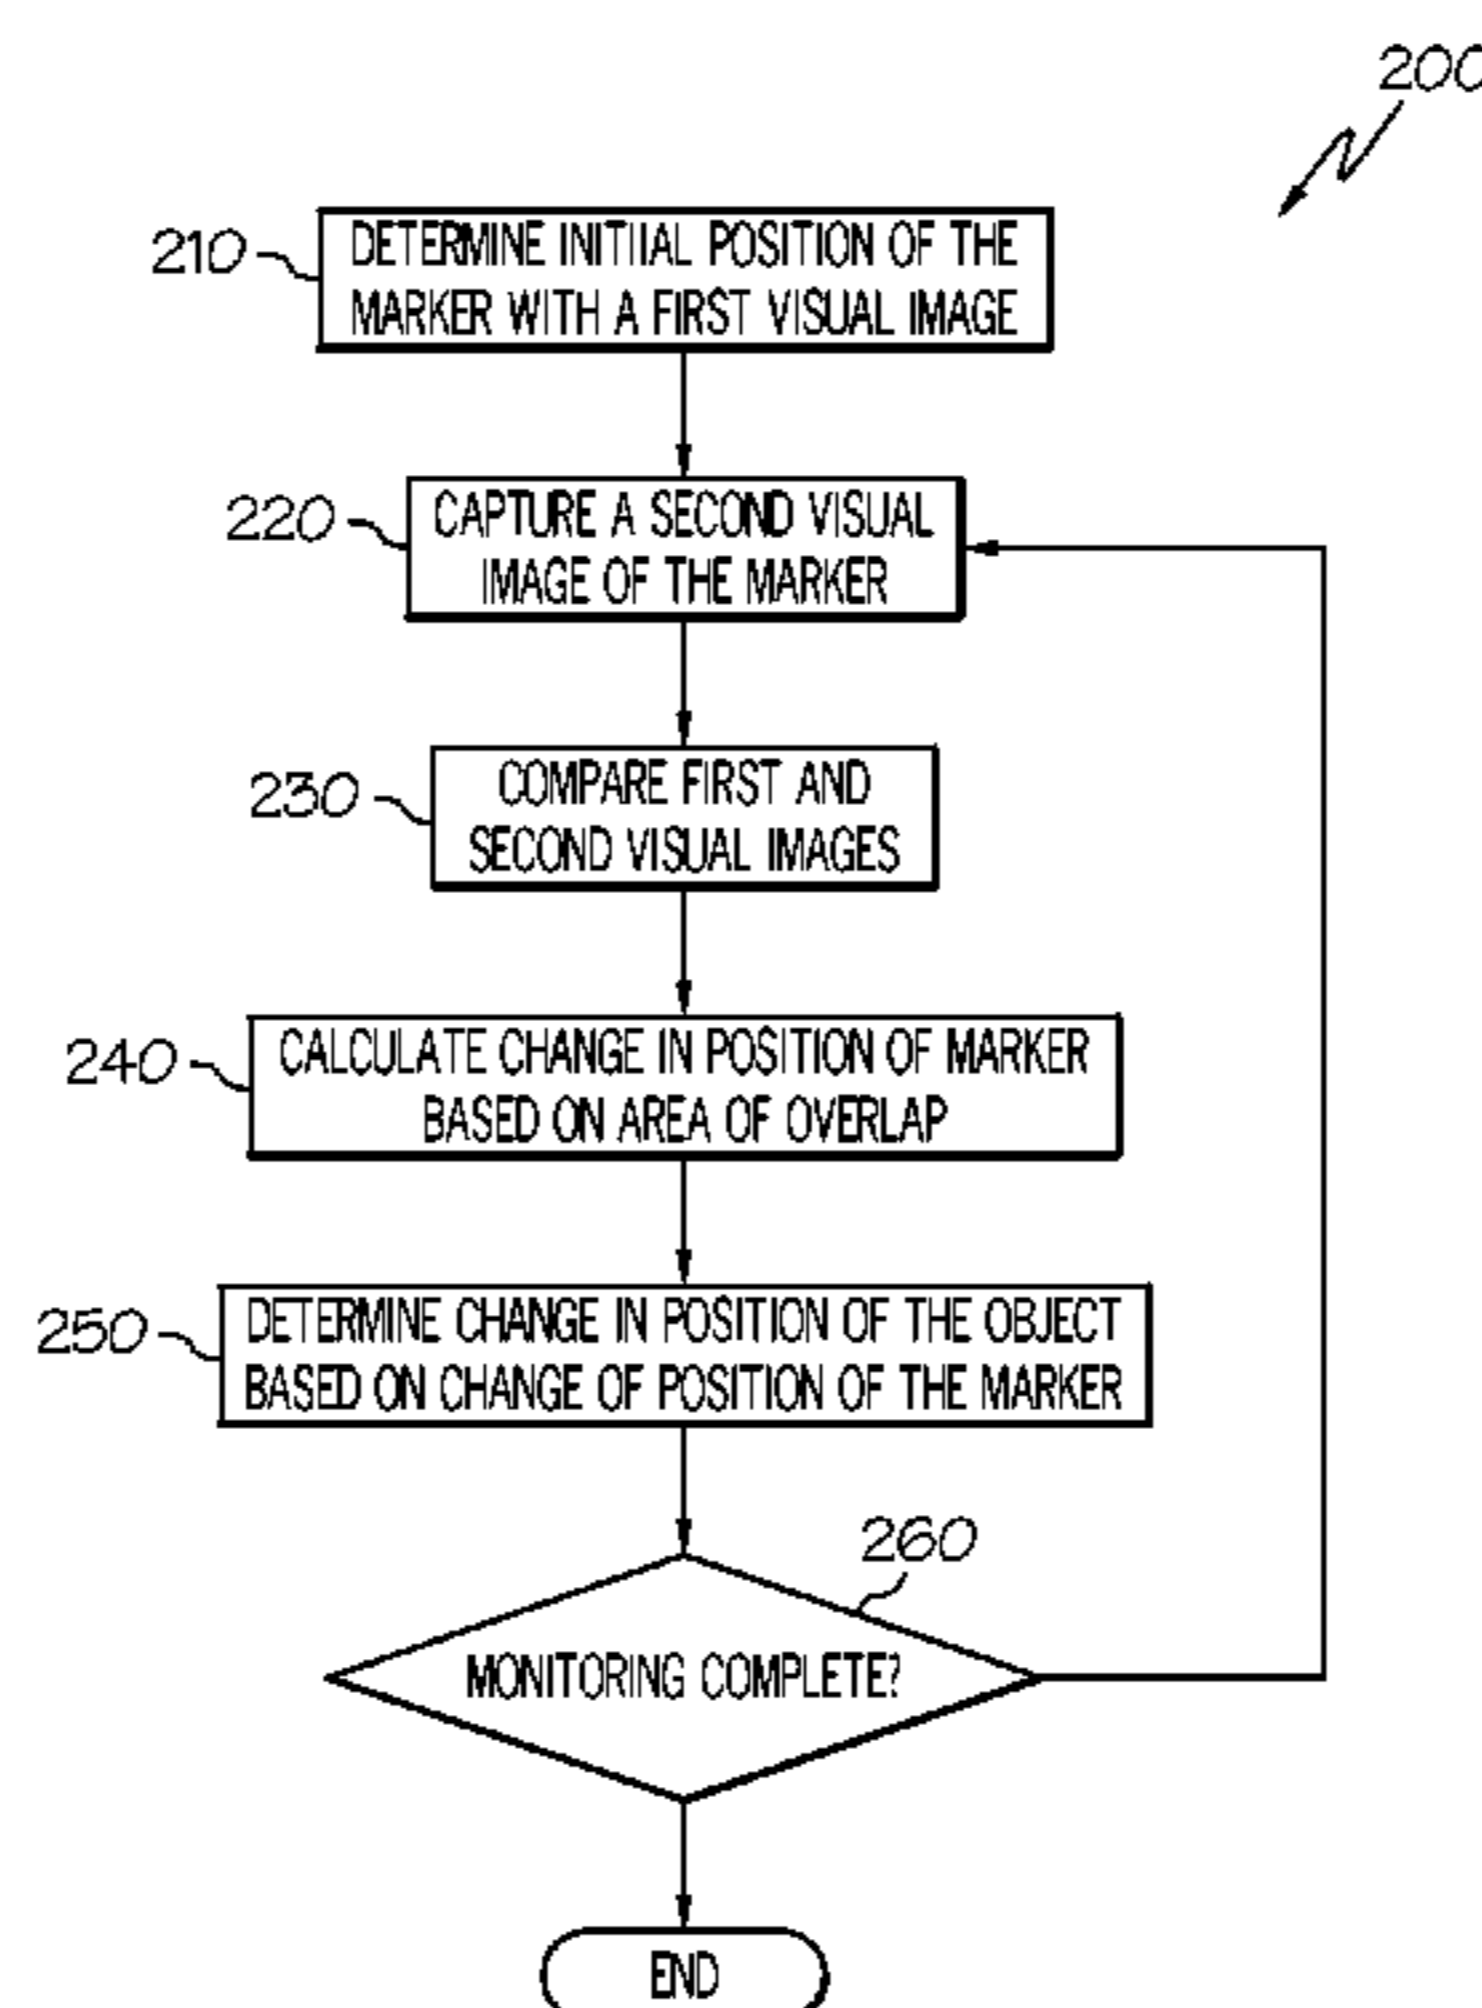 200
210
DETERMINE INITIAL POSITION OF THE
MARKER WITH A FIRST VISUAL IMAGE
220
CAPTURE A SECOND VISUAL
IMAGE OF THE MARKER
230
COMPARE FIRST AND
SECOND VISUAL IMAGES
240
CALCULATE CHANGE IN POSITION OF MARKER
BASED ON AREA OF OVERLAP
250
DETERMINE CHANGE IN POSITION OF THE OBJECT
BASED ON CHANGE OF POSITION OF THE MARKER
260
MONITORING COMPLETE?
END